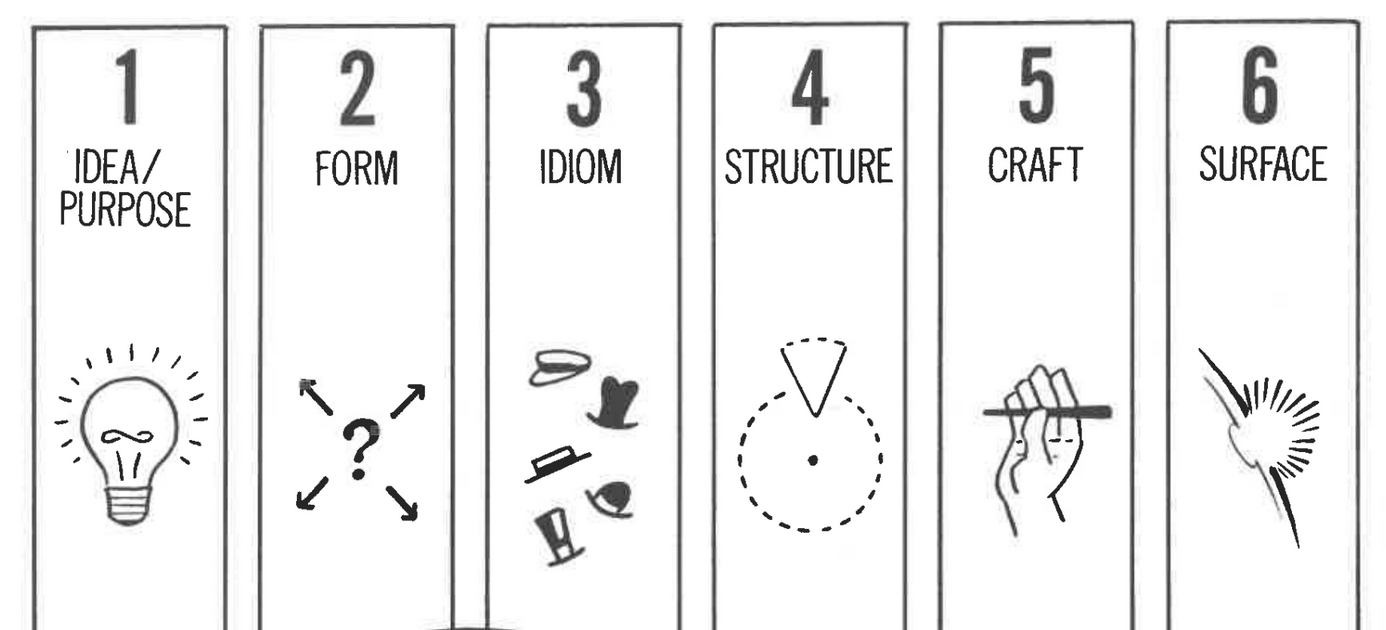 1
IDEA/
PURPOSE
2
FORM
3
IDIOM
4
STRUCTURE
5
CRAFT
6
SURFACE
?